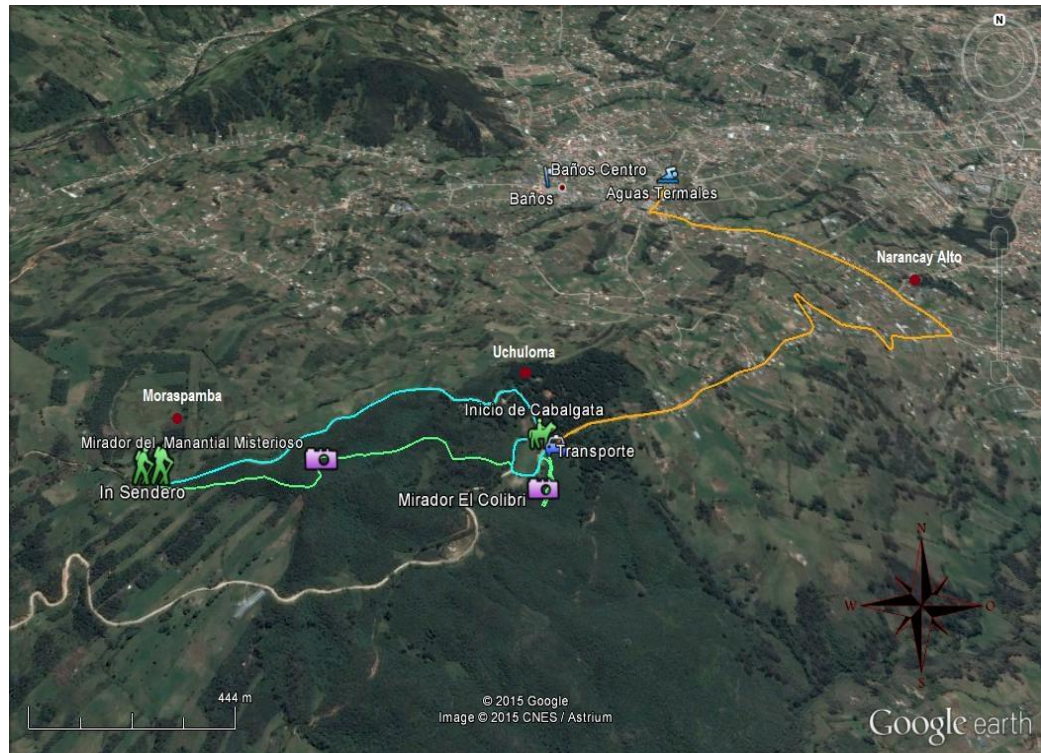 N
Baños Centro
Baños
Aguas Termales
Narancay Alto
Uchuloma
Moraspamba
Inicio de Cabalgata
Mirador del Manantial Misterioso
Transporte
In Sendero
Mirador El Colibri
N
W
O
S
444 m
© 2015 Google
Image © 2015 CNES / Astrium
Google earth